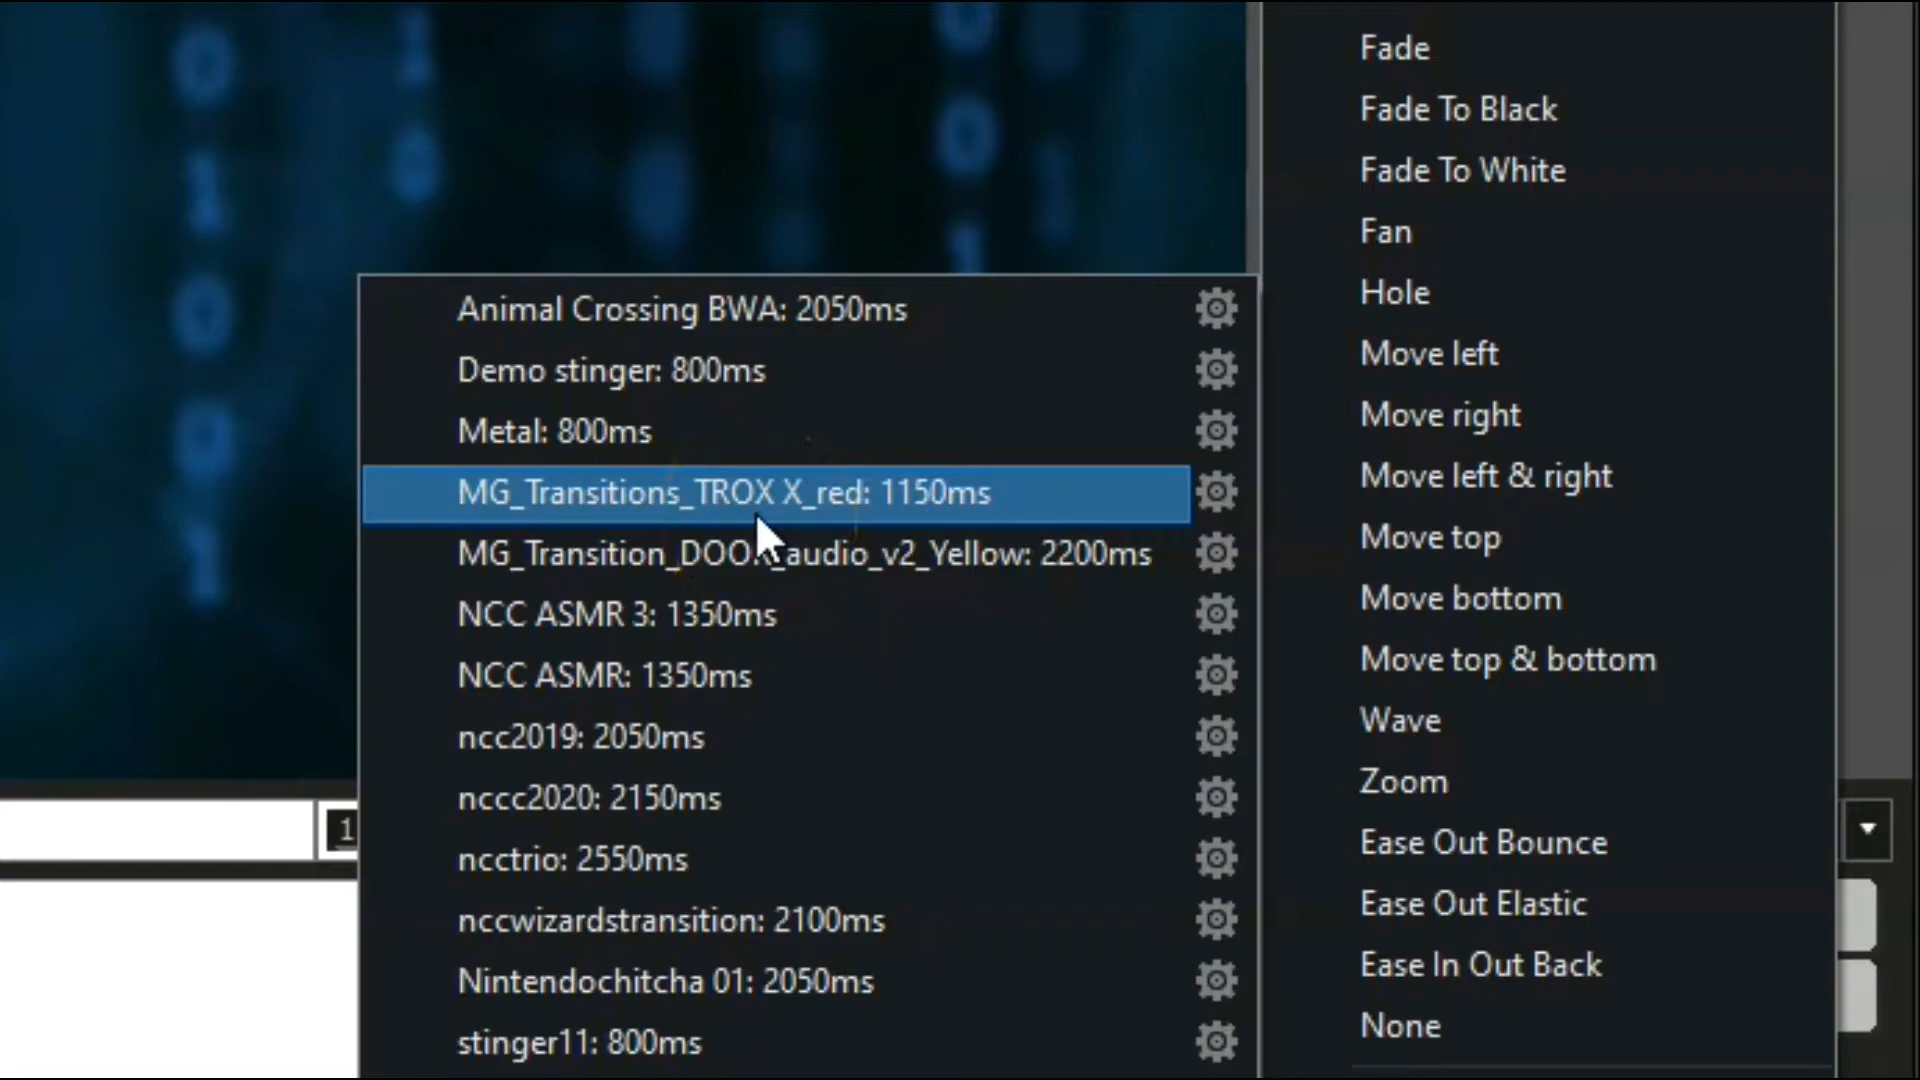 Animal Crossing BWA: 2050ms
Demo stinger: 800ms
Metal: 800ms
MG_Transitions_TROX X_red: 1150ms
audio_v2_Yellow: 2200ms
NCC ASMR 3: 1350ms
NCC ASMR: 1350ms
ncc2019: 2050ms
nccc2020: 2150ms
ncctrio: 2550ms
nccwizardstransition: 2100ms
Nintendochitcha 01: 2050ms
stinger11: 800ms
1
Fade
Fade To Black
Fade To White
Fan
Hole
Move left
Move right
Move left & right
Move top
Move bottom
Move top & bottom
Wave
Zoom
Ease Out Bounce
Ease Out Elastic
Ease In Out Back
None